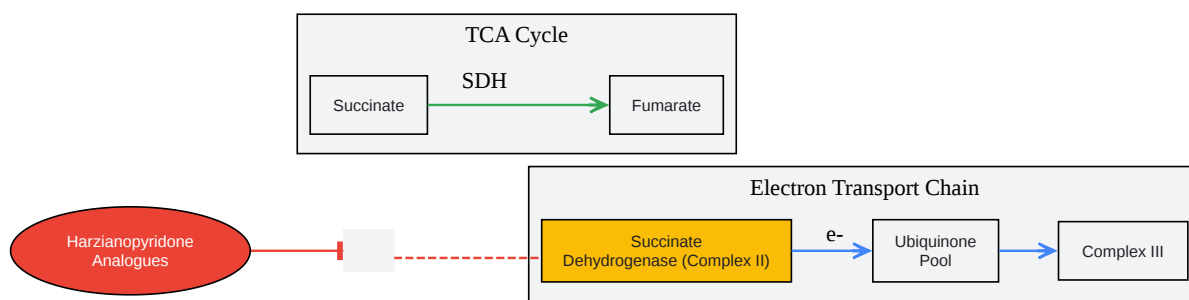 TCA Cycle
SDH
Succinate
Fumarate
Electron Transport Chain
Harzianopyridone
Analogues
Succinate
Dehydrogenase (Complex II)
e-
Ubiquinone
Pool
Complex III